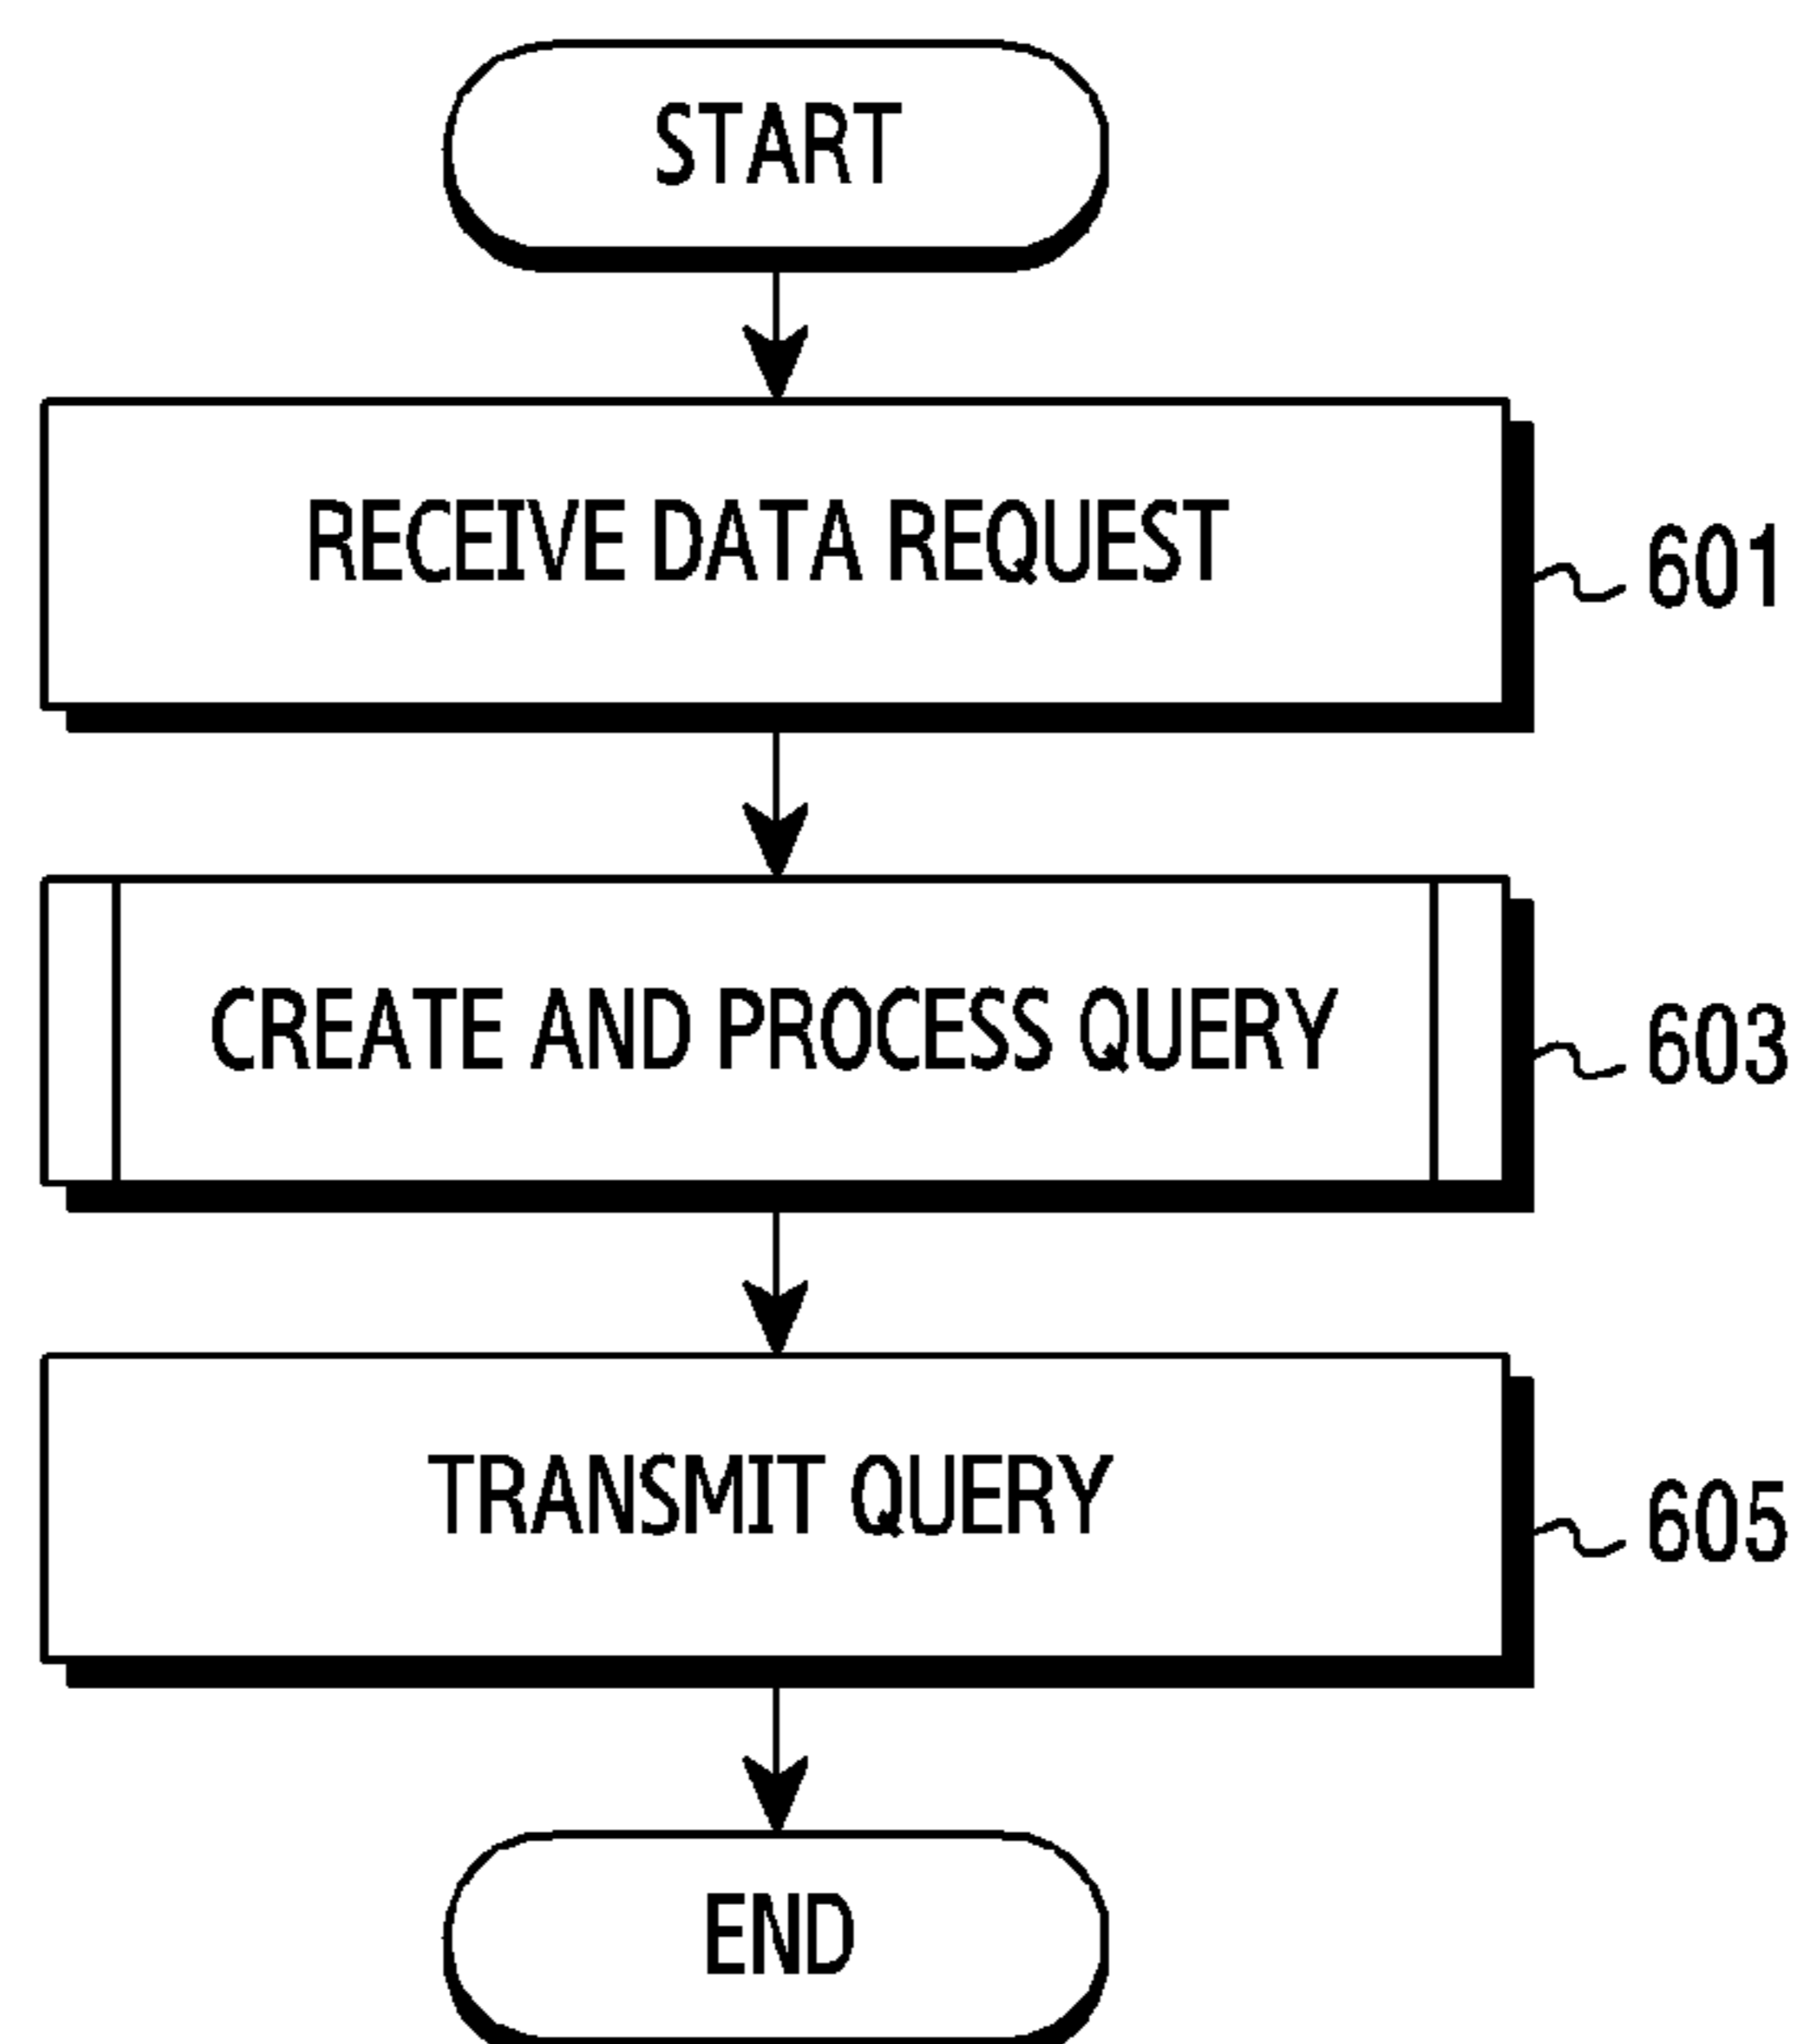 START
RECEIVE DATA REQUEST
601
CREATE AND PROCESS QUERY
603
TRANSMIT QUERY
605
END